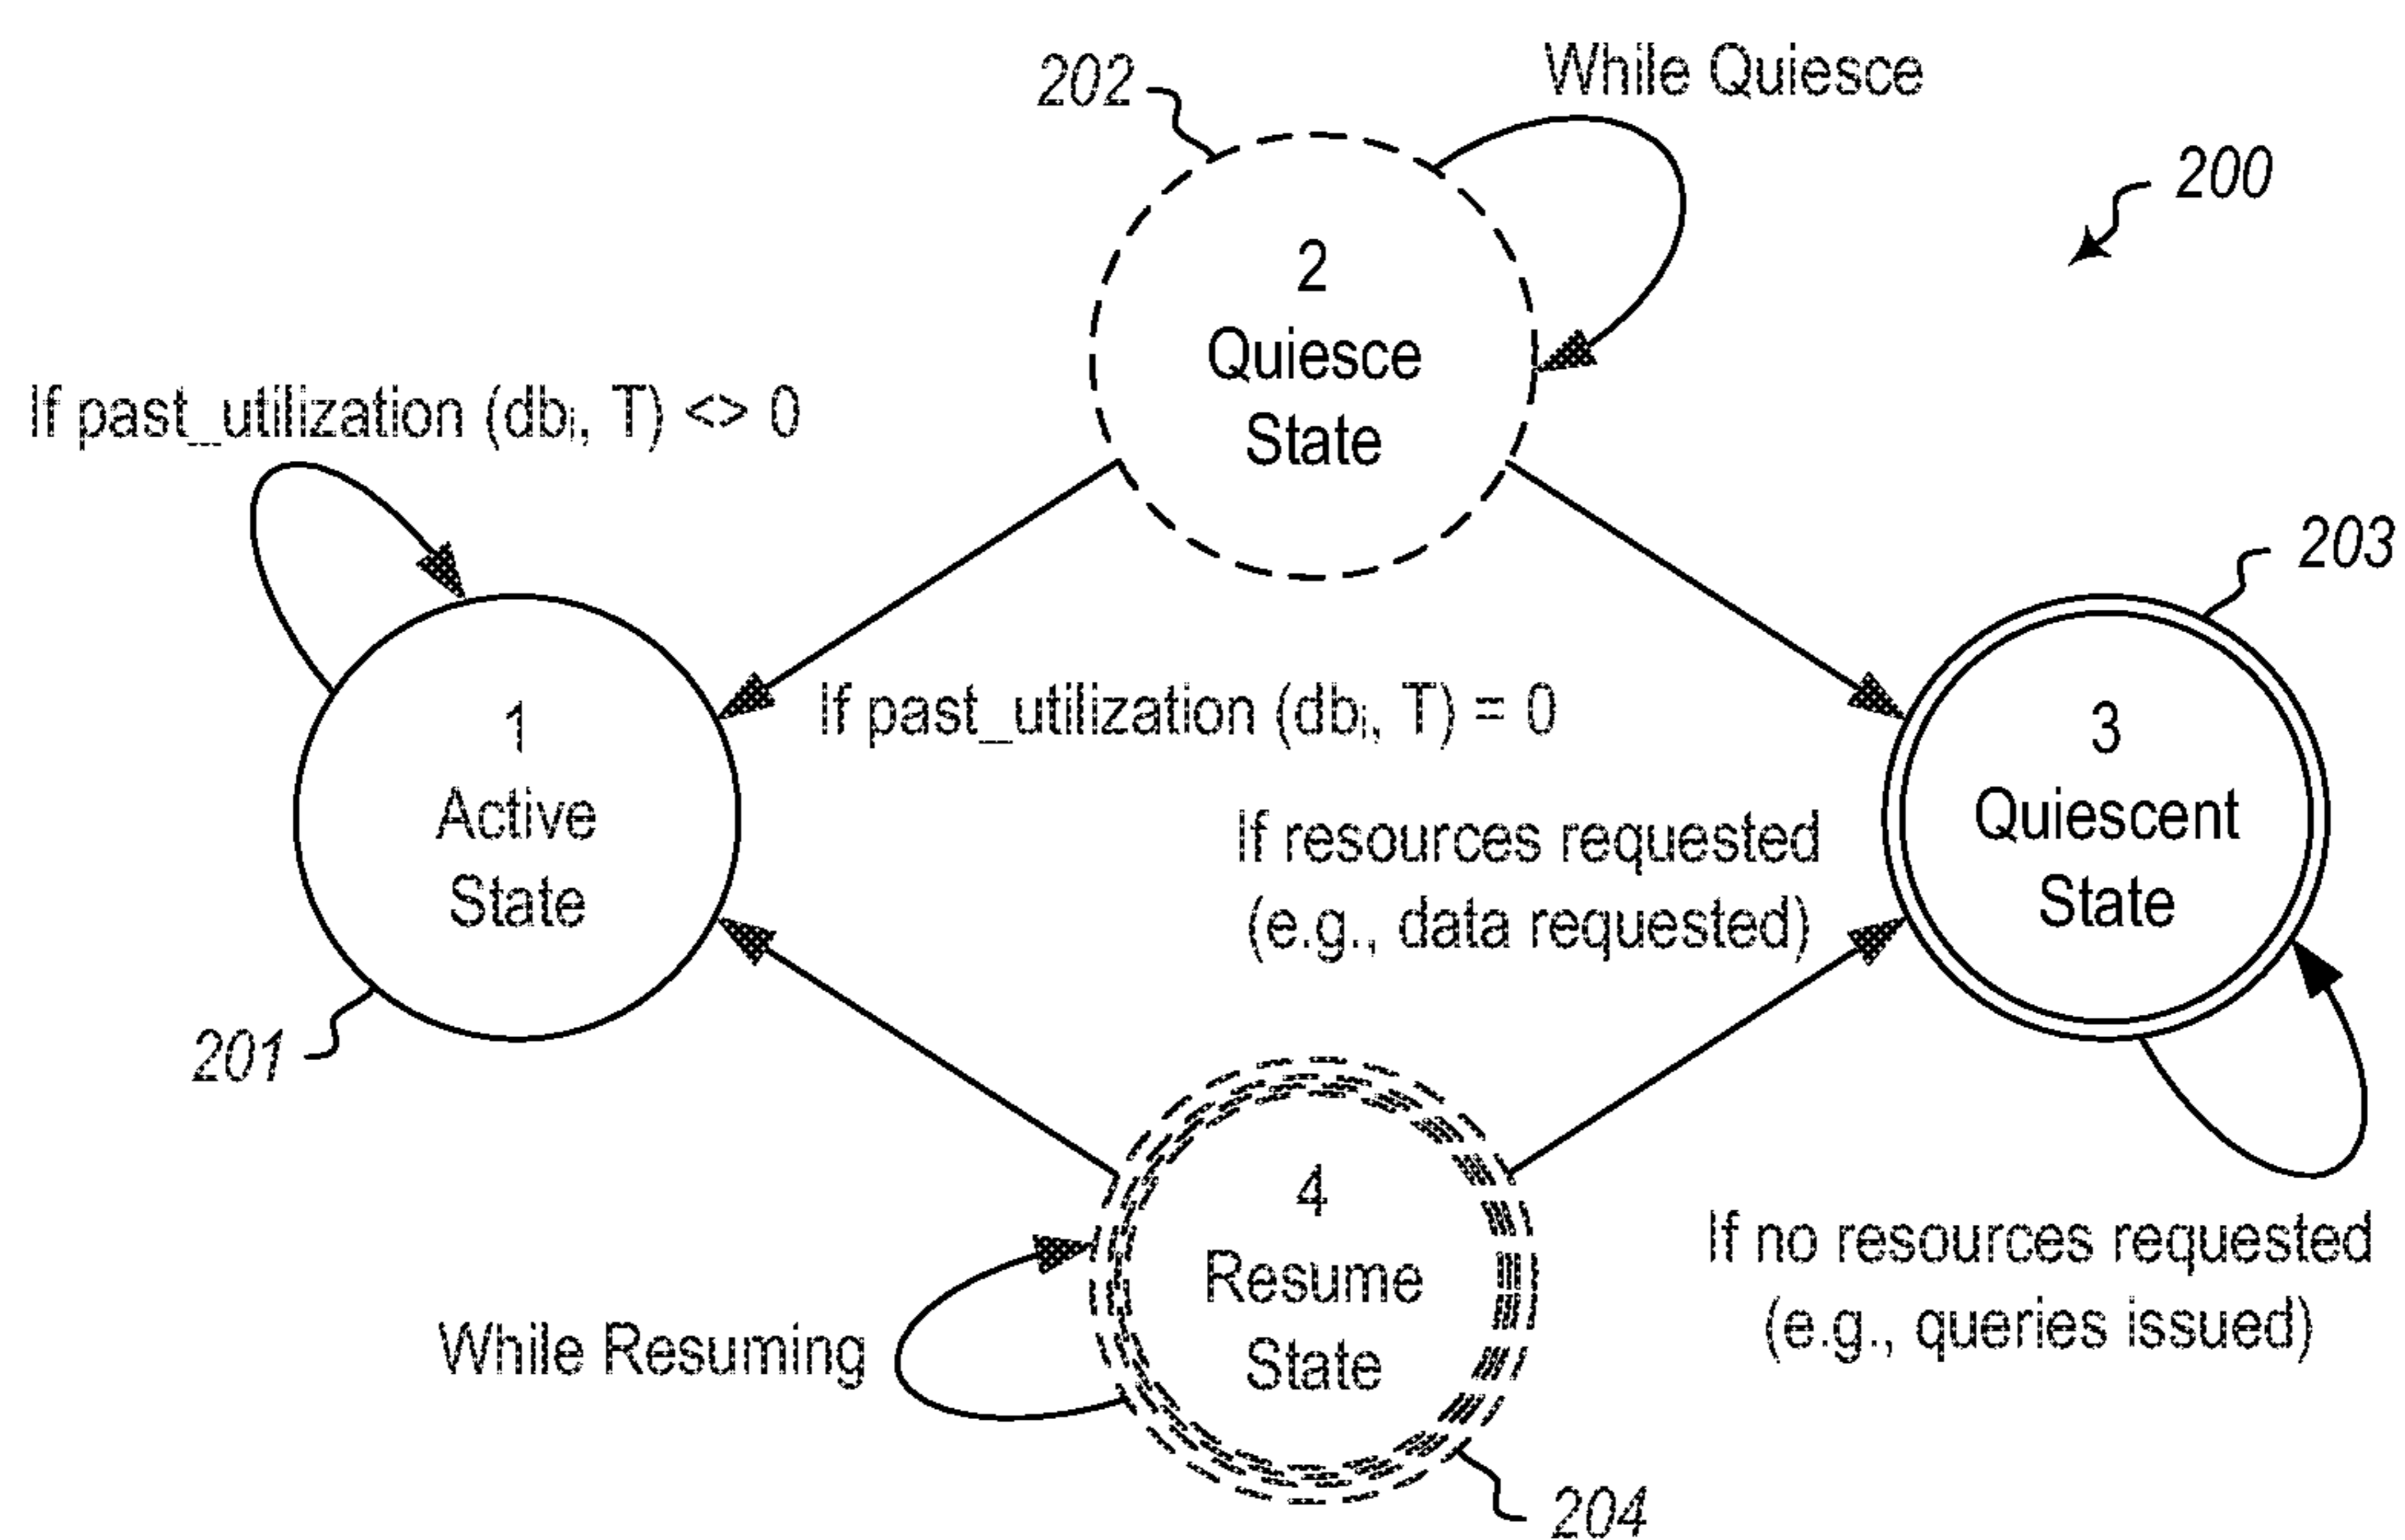 202
While Quiesce
200
2
Quiesce
State
If past_utilization (dbᵢ, T) <> 0
203
If past_utilization (dbᵢ, T) = 0
1
Active
State
3
Quiescent
State
If resources requested
(e.g., data requested)
201
4
Resume
State
While Resuming
If no resources requested
(e.g., queries issued)
204